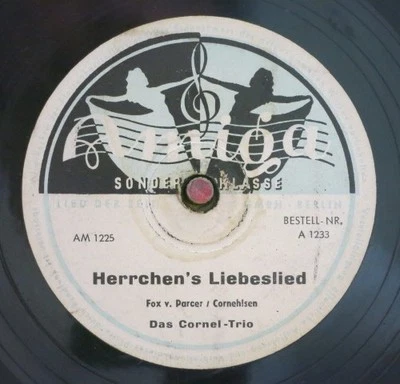 Amiga
SONDER KLASSE
BESTELL-NR.
AM 1225
A 1233
Herrchen's Liebeslied
Fox v. Parcer / Cornehlsen
Das Cornel-Trio